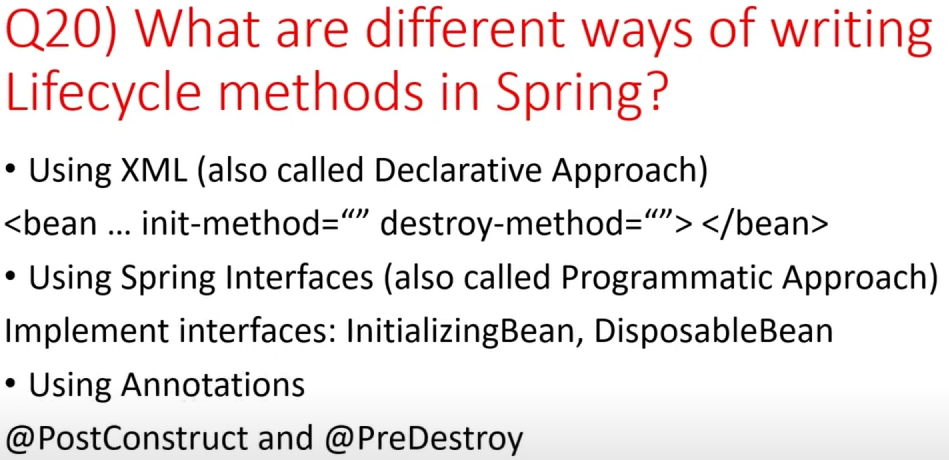 Q20) What are different ways of writing
Lifecycle methods in Spring?
• Using XML (also called Declarative Approach)
<bean ... init-method=“” destroy-method=“”> </bean>
• Using Spring Interfaces (also called Programmatic Approach)
Implement interfaces: InitializingBean, DisposableBean
• Using Annotations
@PostConstruct and @PreDestroy